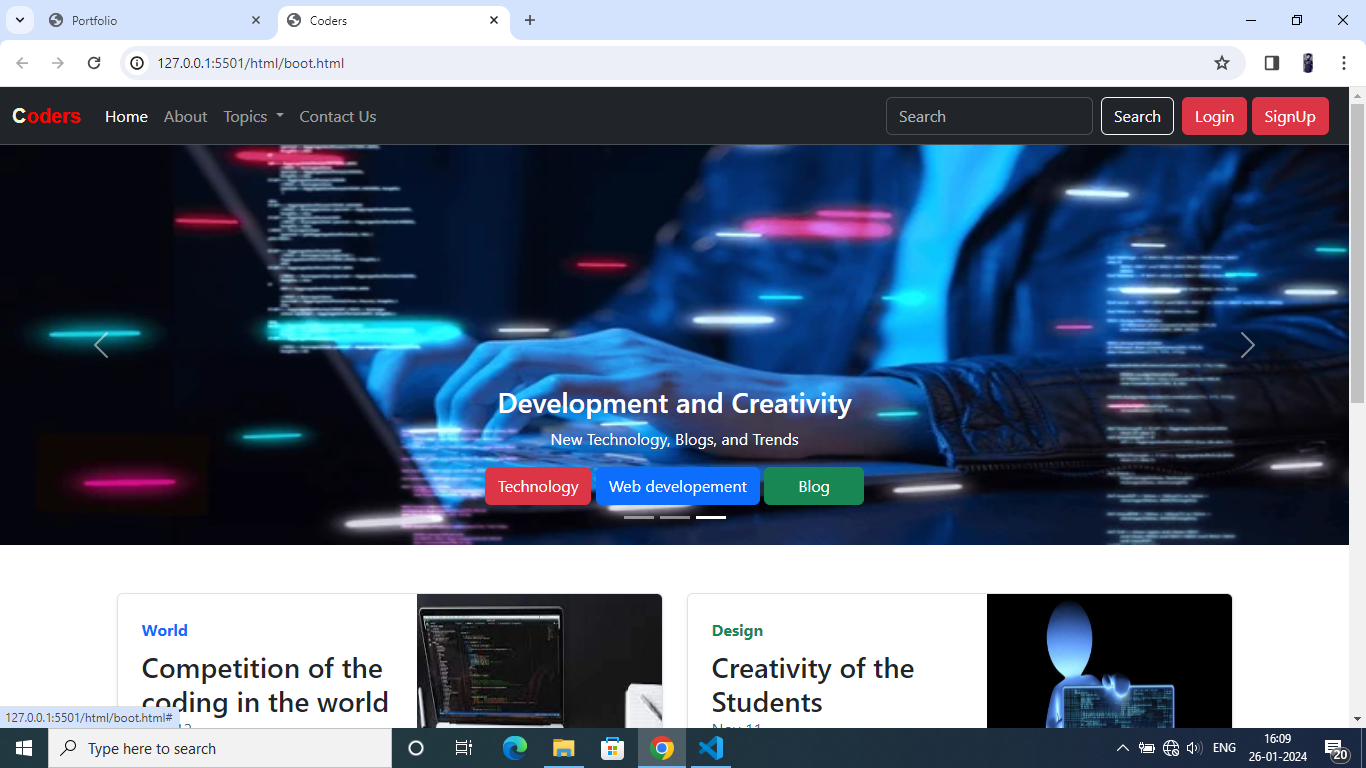 Portfolio
Coders
127.0.0.1:5501/html/boot.html
Coders Home About Topics Contact Us Search Search Login SignUp
Development and Creativity
New Technology, Blogs, and Trends
Technology Web developement Blog
World
Competition of the
coding in the world
Design
Creativity of the
Students
Nov 11
127.0.0.1:5501/html/boot.html#
Type here to search
ENG
16:09
26-01-2024
20